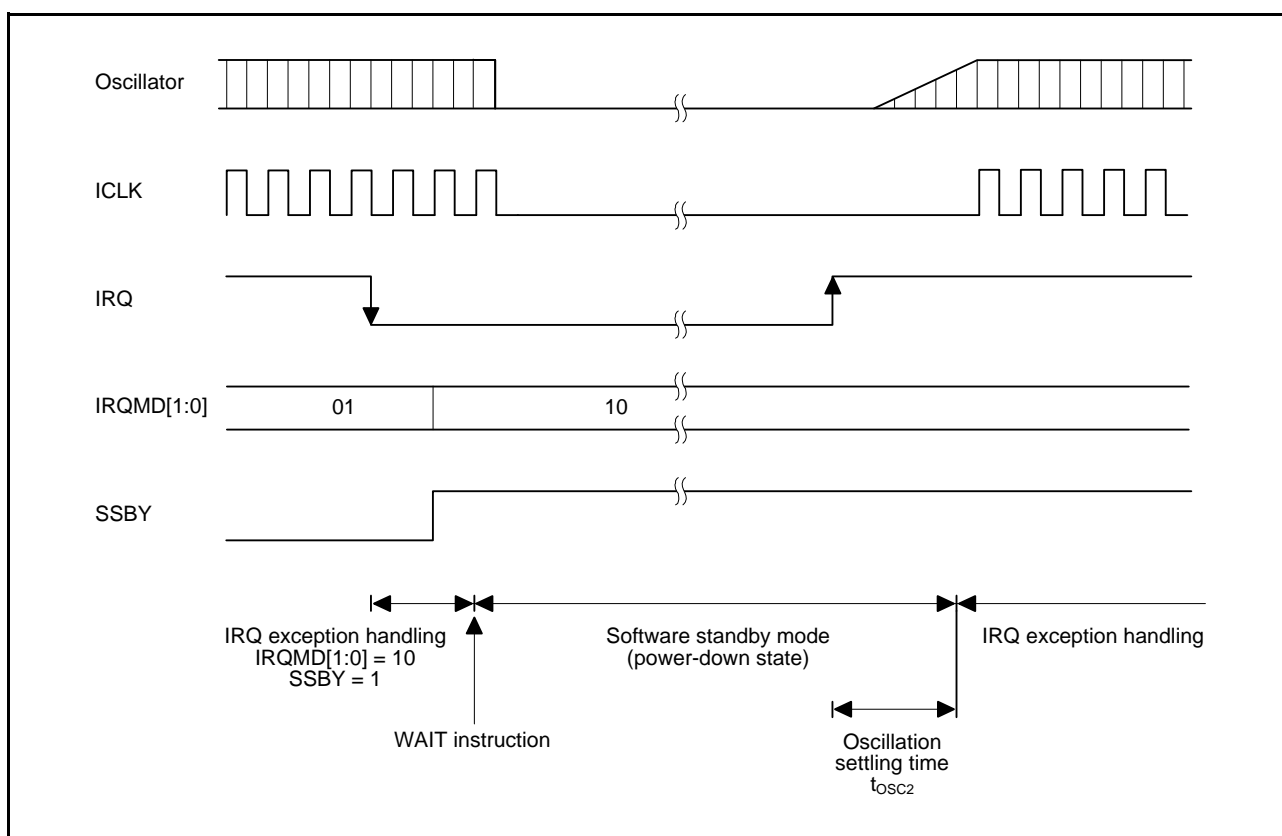 Oscillator
ICLK
IRQ
IRQMD[1:0]
01
10
SSBY
IRQ exception handling
IRQMD[1:0] = 10
SSBY = 1
Software standby mode
(power-down state)
IRQ exception handling
WAIT instruction
Oscillation
settling time
tOSC2